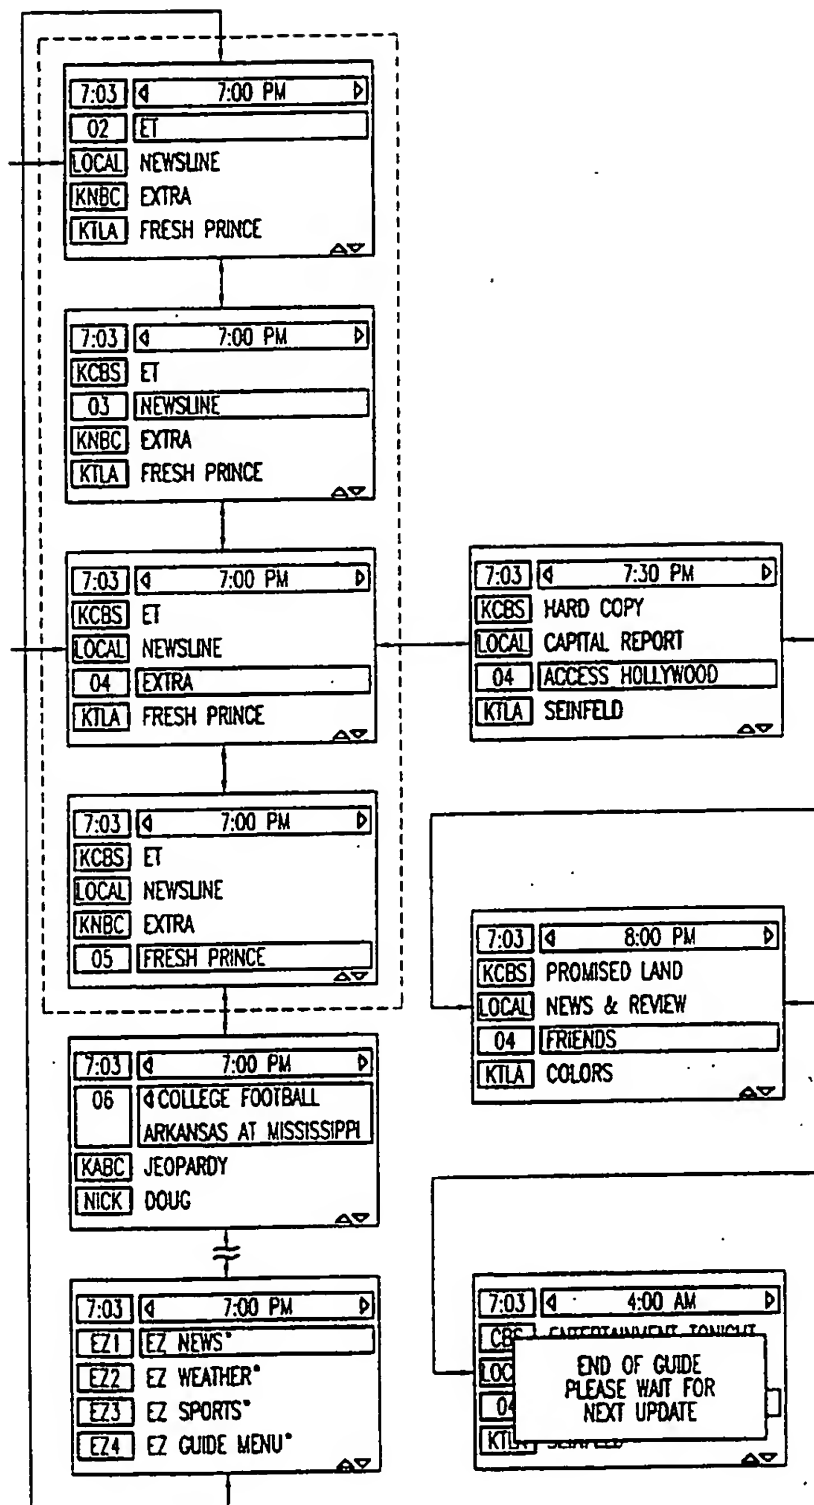 7:03 7:00 PM
02 ET
LOCAL NEWSLINE
KNBC EXTRA
KTLA FRESH PRINCE
7:03 7:00 PM
KCBS ET
03 NEWSLINE
KNBC EXTRA
KTLA FRESH PRINCE
7:03 7:00 PM
KCBS ET
LOCAL NEWSLINE
04 EXTRA
KTLA FRESH PRINCE
7:03 7:00 PM
KCBS ET
LOCAL NEWSLINE
KNBC EXTRA
05 FRESH PRINCE
7:03 7:00 PM
06 COLLEGE FOOTBALL
ARKANSAS AT MISSISSIPPI
KABC JEOPARDY
NICK DOUG
7:03 7:00 PM
EZ1 EZ NEWS*
EZ2 EZ WEATHER*
EZ3 EZ SPORTS*
EZ4 EZ GUIDE MENU*
7:03 7:30 PM
KCBS HARD COPY
LOCAL CAPITAL REPORT
04 ACCESS HOLLYWOOD
KTLA SEINFELD
7:03 8:00 PM
KCBS PROMISED LAND
LOCAL NEWS & REVIEW
04 FRIENDS
KTLA COLORS
7:03 4:00 AM
CBS ENTERTAINMENT TONIGHT
04
END OF GUIDE
PLEASE WAIT FOR
NEXT UPDATE